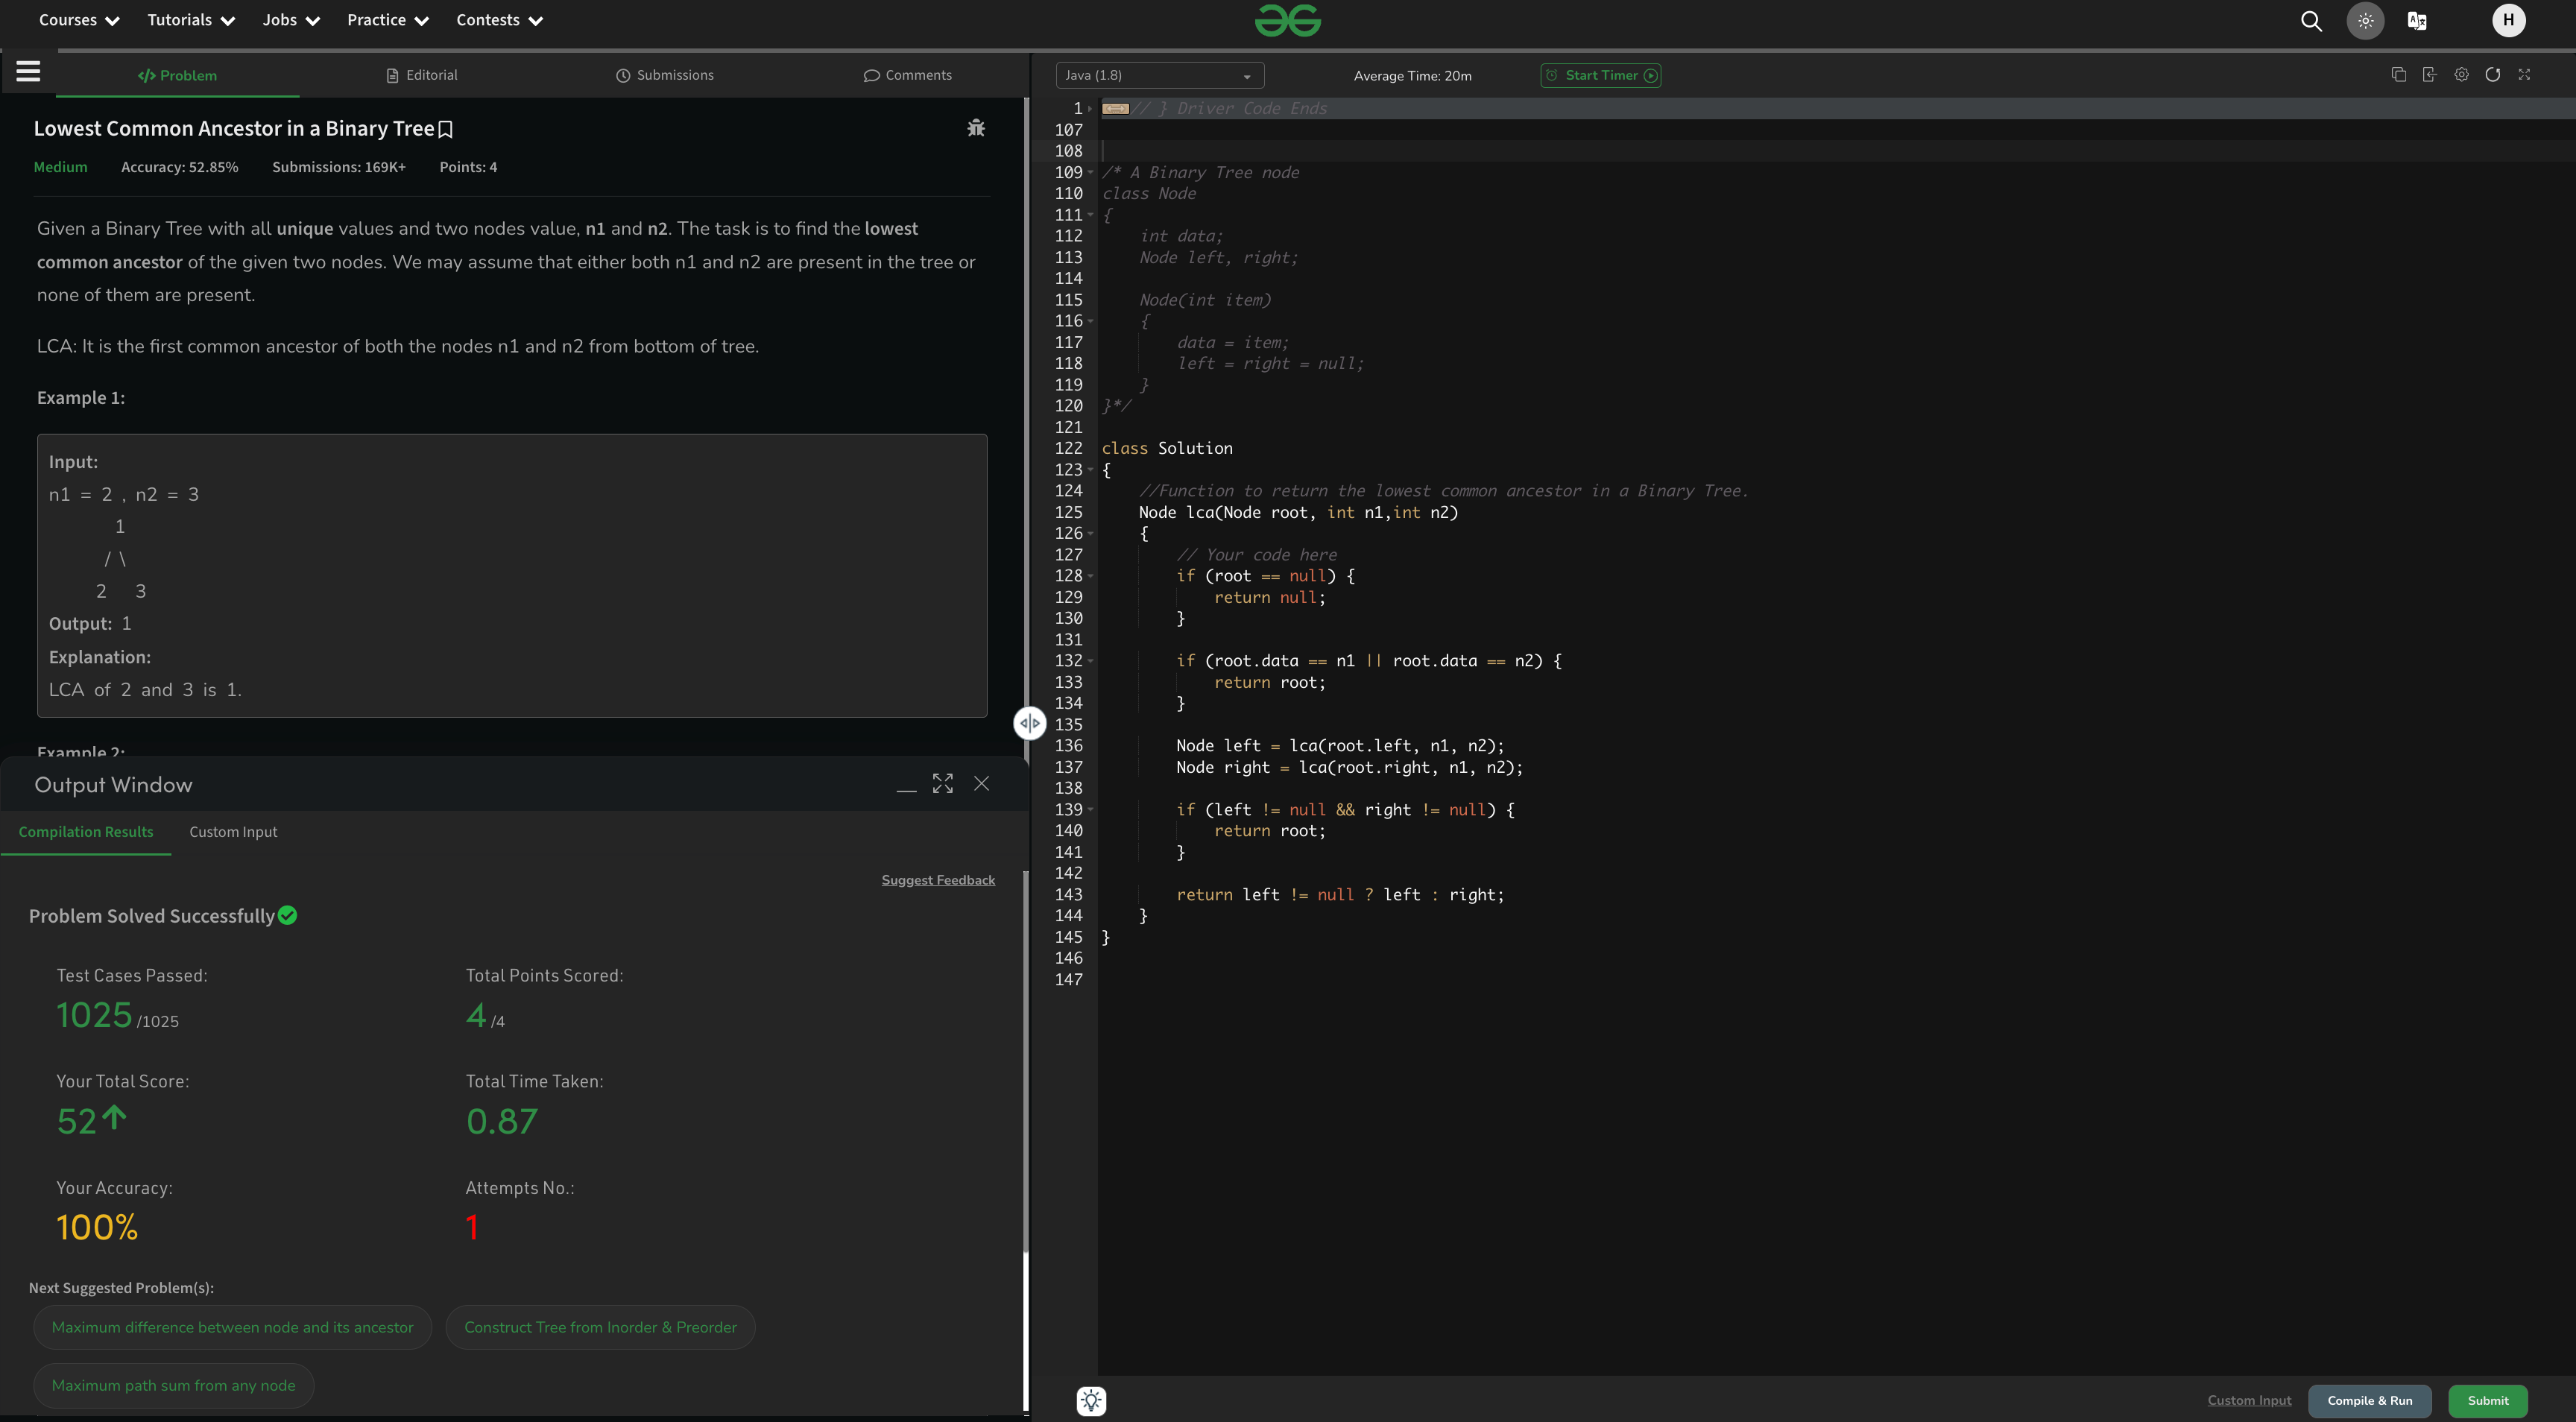 Courses Tutorials Jobs Practice Contests
H
</> Problem Editorial Submissions Comments
Lowest Common Ancestor in a Binary Tree
Medium Accuracy: 52.85% Submissions: 169K+ Points: 4
Given a Binary Tree with all unique values and two nodes value, n1 and n2. The task is to find the lowest
common ancestor of the given two nodes. We may assume that either both n1 and n2 are present in the tree or
none of them are present.
LCA: It is the first common ancestor of both the nodes n1 and n2 from bottom of tree.
Example 1:
Input:
n1 = 2 , n2 = 3
1
/ \
2 3
Output: 1
Explanation:
LCA of 2 and 3 is 1.
Example 2:
Output Window
Compilation Results Custom Input
Suggest Feedback
Problem Solved Successfully
Test Cases Passed: Total Points Scored:
1025 /1025 4 /4
Your Total Score: Total Time Taken:
52 0.87
Your Accuracy: Attempts No.:
100% 1
Next Suggested Problem(s):
Maximum difference between node and its ancestor Construct Tree from Inorder & Preorder
Maximum path sum from any node
Java (1.8) Average Time: 20m Start Timer
1 // } Driver Code Ends
107
108
109 /* A Binary Tree node
110 class Node
111 {
112 int data;
113 Node left, right;
114
115 Node(int item)
116 {
117 data = item;
118 left = right = null;
119 }
120 }*/
121
122 class Solution
123 {
124 //Function to return the lowest common ancestor in a Binary Tree.
125 Node lca(Node root, int n1,int n2)
126 {
127 // Your code here
128 if (root == null) {
129 return null;
130 }
131
132 if (root.data == n1 || root.data == n2) {
133 return root;
134 }
135
136 Node left = lca(root.left, n1, n2);
137 Node right = lca(root.right, n1, n2);
138
139 if (left != null && right != null) {
140 return root;
141 }
142
143 return left != null ? left : right;
144 }
145 }
146
147
Custom Input Compile & Run Submit